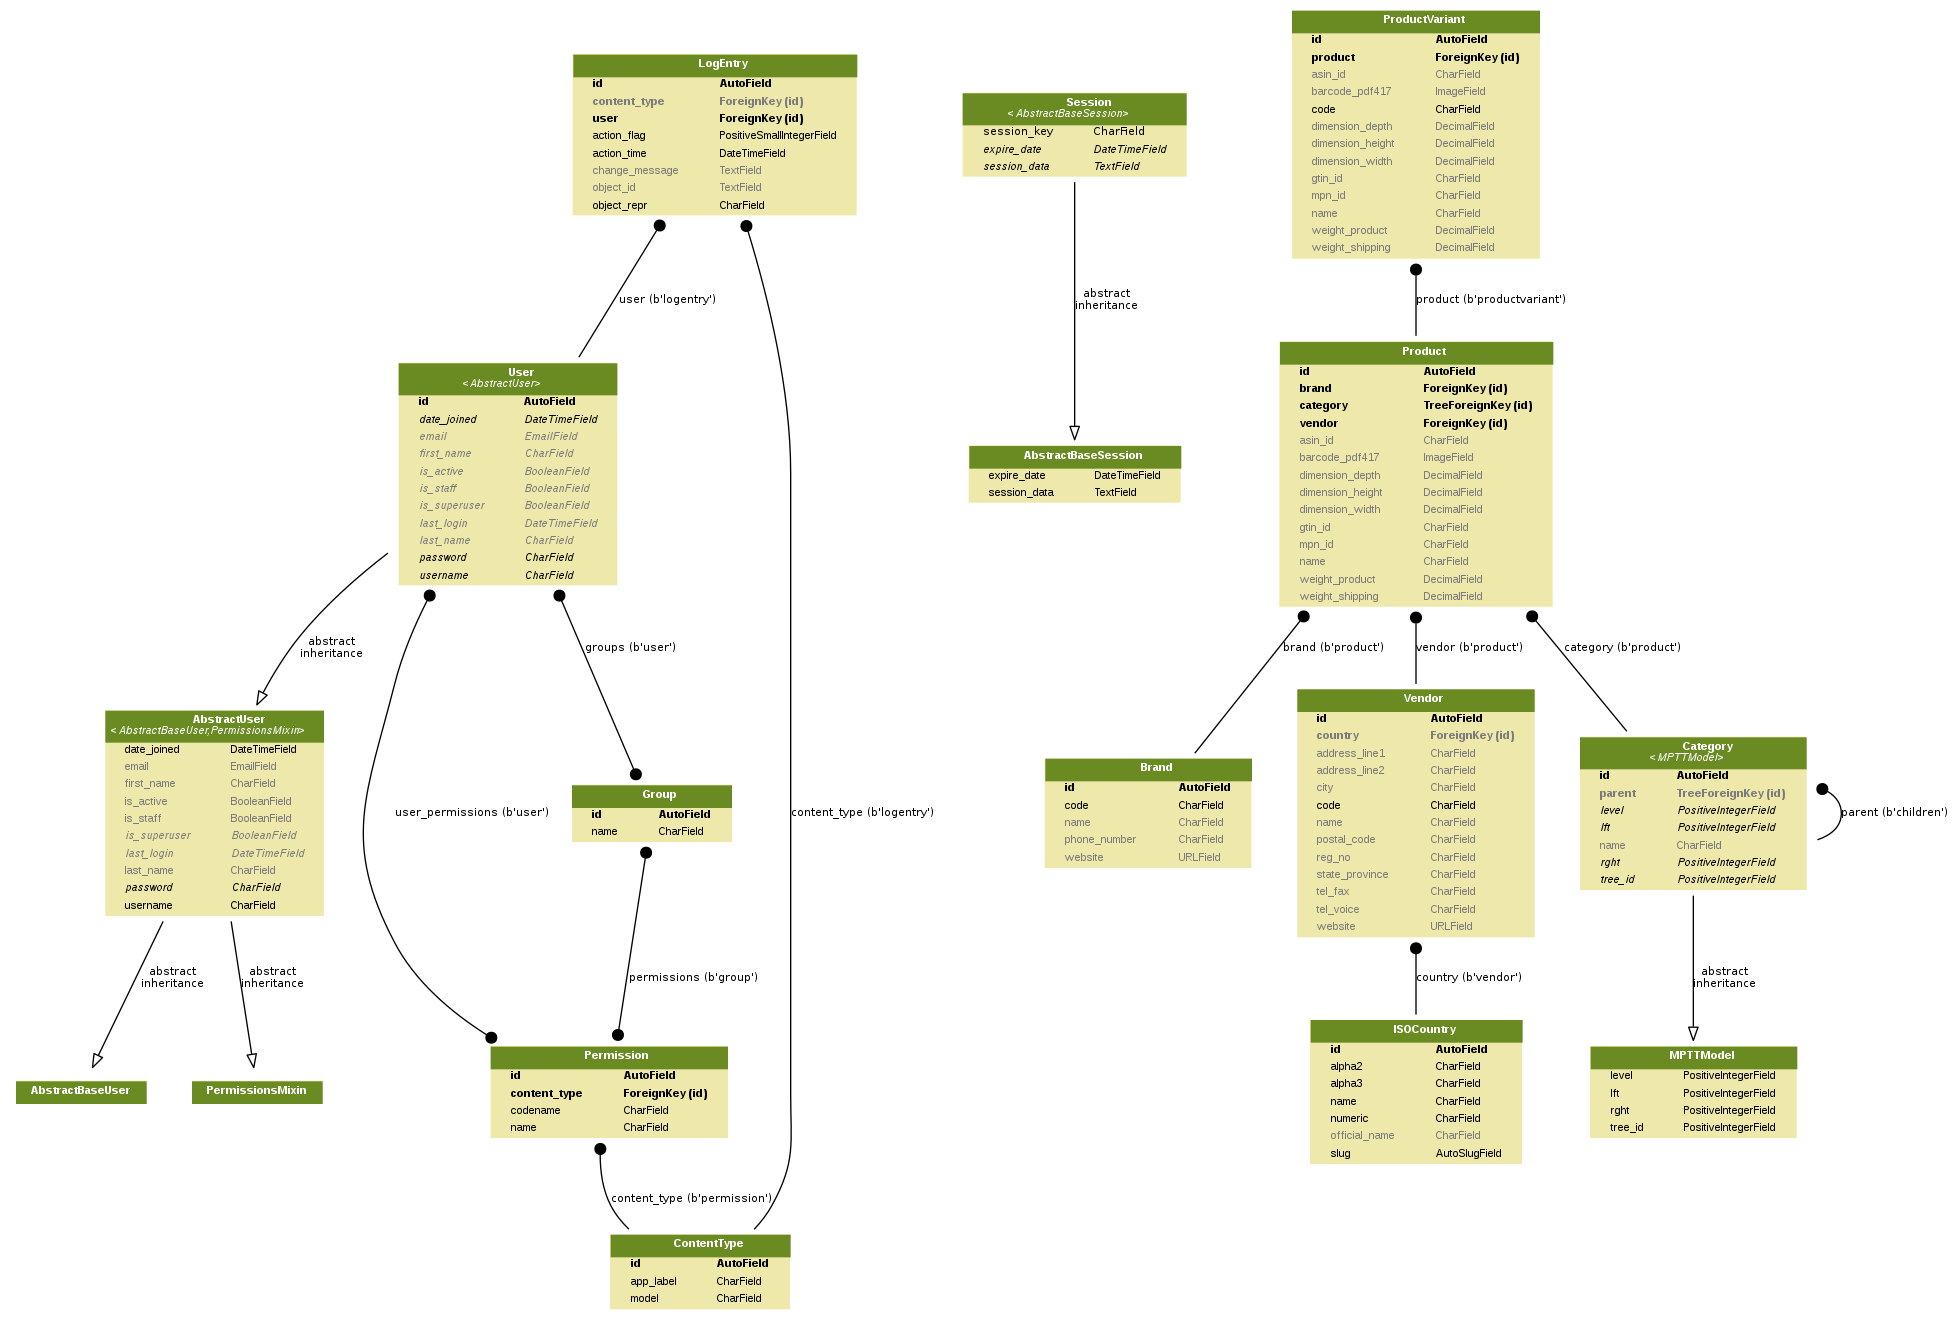 LogEntry
id AutoField
content_type ForeignKey (id)
user ForeignKey (id)
action_flag PositiveSmallIntegerField
action_time DateTimeField
change_message TextField
object_id TextField
object_repr CharField
user (b'logentry')
User
<AbstractUser>
id AutoField
date_joined DateTimeField
email EmailField
first_name CharField
is_active BooleanField
is_staff BooleanField
is_superuser BooleanField
last_login DateTimeField
last_name CharField
password CharField
username CharField
abstract
inheritance
groups (b'user')
AbstractUser
<AbstractBaseUser,PermissionsMixin>
date_joined DateTimeField
email EmailField
first_name CharField
is_active BooleanField
is_staff BooleanField
is_superuser BooleanField
last_login DateTimeField
last_name CharField
password CharField
username CharField
user_permissions (b'user')
Group
id AutoField
name CharField
content_type (b'logentry')
abstract
inheritance
abstract
inheritance
permissions (b'group')
AbstractBaseUser
PermissionsMixin
Permission
id AutoField
content_type ForeignKey (id)
codename CharField
name CharField
content_type (b'permission')
ContentType
id AutoField
app_label CharField
model CharField
Session
<AbstractBaseSession>
session_key CharField
expire_date DateTimeField
session_data TextField
abstract
inheritance
AbstractBaseSession
expire_date DateTimeField
session_data TextField
ProductVariant
id AutoField
product ForeignKey (id)
asin_id CharField
barcode_pdf417 ImageField
code CharField
dimension_depth DecimalField
dimension_height DecimalField
dimension_width DecimalField
gtin_id CharField
mpn_id CharField
name CharField
weight_product DecimalField
weight_shipping DecimalField
product (b'productvariant')
Product
id AutoField
brand ForeignKey (id)
category TreeForeignKey (id)
vendor ForeignKey (id)
asin_id CharField
barcode_pdf417 ImageField
dimension_depth DecimalField
dimension_height DecimalField
dimension_width DecimalField
gtin_id CharField
mpn_id CharField
name CharField
weight_product DecimalField
weight_shipping DecimalField
brand (b'product')
vendor (b'product')
category (b'product')
Brand
id AutoField
code CharField
name CharField
phone_number CharField
website URLField
Vendor
id AutoField
country ForeignKey (id)
address_line1 CharField
address_line2 CharField
city CharField
code CharField
name CharField
postal_code CharField
reg_no CharField
state_province CharField
tel_fax CharField
tel_voice CharField
website URLField
Category
<MPTTModel>
id AutoField
parent TreeForeignKey (id)
level PositiveIntegerField
lft PositiveIntegerField
name CharField
rght PositiveIntegerField
tree_id PositiveIntegerField
parent (b'children')
country (b'vendor')
abstract
inheritance
ISOCountry
id AutoField
alpha2 CharField
alpha3 CharField
name CharField
numeric CharField
official_name CharField
slug AutoSlugField
MPTTModel
level PositiveIntegerField
lft PositiveIntegerField
rght PositiveIntegerField
tree_id PositiveIntegerField